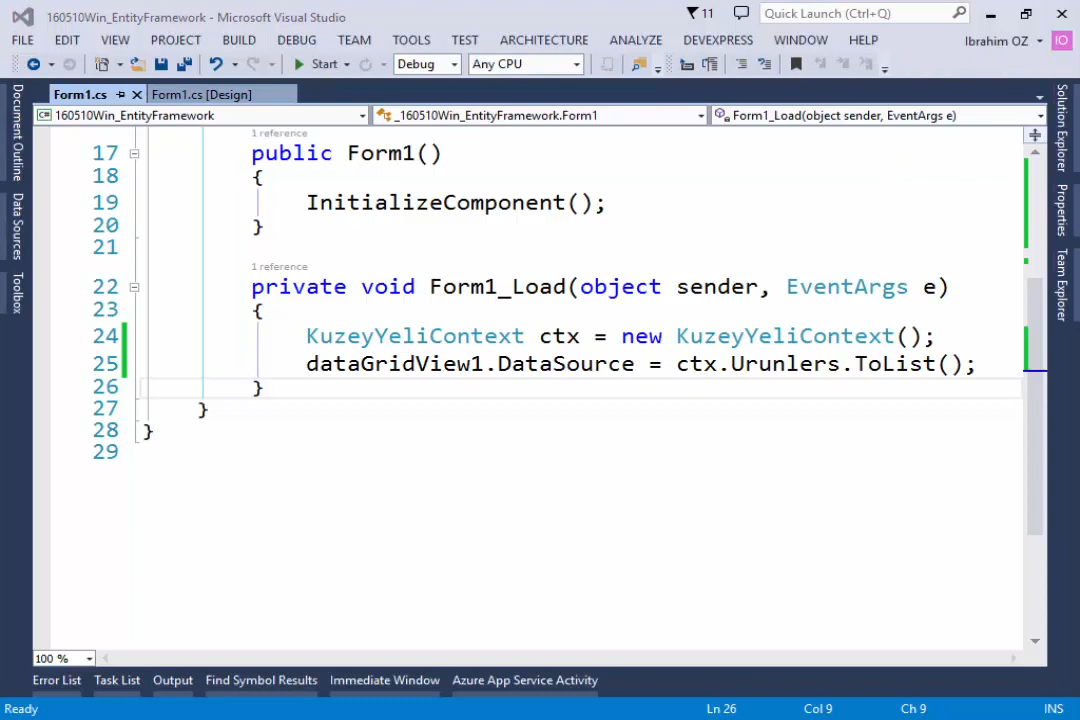 160510Win_EntityFramework - Microsoft Visual Studio
11
Quick Launch (Ctrl+Q)
FILE EDIT VIEW PROJECT BUILD DEBUG TEAM TOOLS TEST ARCHITECTURE ANALYZE DEVEXPRESS WINDOW HELP
Ibrahim OZ
IO
Start
Debug
Any CPU
Form1.cs
Form1.cs [Design]
160510Win_EntityFramework
_160510Win_EntityFramework.Form1
Form1_Load(object sender, EventArgs e)
Document Outline
Data Sources
Toolbox
1 reference
17 public Form1()
18 {
19 InitializeComponent();
20 }
21
1 reference
22 private void Form1_Load(object sender, EventArgs e)
23 {
24 KuzeyYeliContext ctx = new KuzeyYeliContext();
25 dataGridView1.DataSource = ctx.Urunlers.ToList();
26 }
27 }
28 }
29
Solution Explorer
Properties
Team Explorer
100 %
Error List Task List Output Find Symbol Results Immediate Window Azure App Service Activity
Ready Ln 26 Col 9 Ch 9 INS